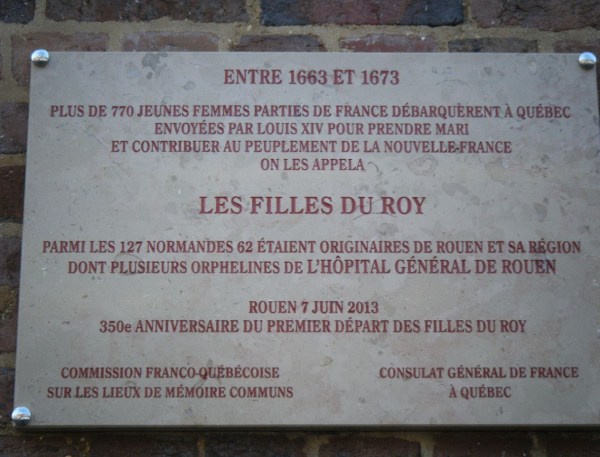 ENTRE 1663 ET 1673
PLUS DE 770 JEUNES FEMMES PARTIES DE FRANCE DÉBARQUÈRENT À QUÉBEC
ENVOYÉES PAR LOUIS XIV POUR PRENDRE MARI
ET CONTRIBUER AU PEUPLEMENT DE LA NOUVELLE-FRANCE
ON LES APPELA
LES FILLES DU ROY
PARMI LES 127 NORMANDES 62 ÉTAIENT ORIGINAIRES DE ROUEN ET SA RÉGION
DONT PLUSIEURS ORPHELINES DE L'HÔPITAL GÉNÉRAL DE ROUEN
ROUEN 7 JUIN 2013
350e ANNIVERSAIRE DU PREMIER DÉPART DES FILLES DU ROY
COMMISSION FRANCO-QUÉBÉCOISE
SUR LES LIEUX DE MÉMOIRE COMMUNS
CONSULAT GÉNÉRAL DE FRANCE
À QUÉBEC